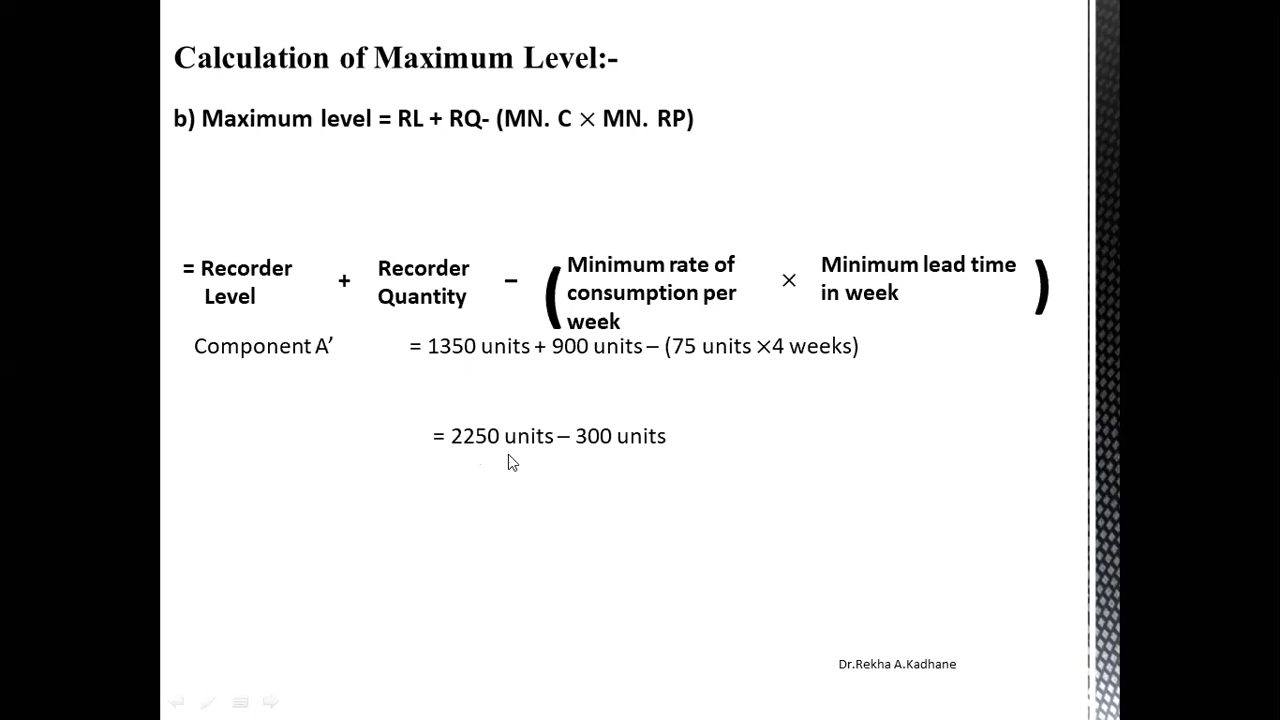 Calculation of Maximum Level:-
b) Maximum level = RL + RQ- (MN. C × MN. RP)
= Recorder Level + Recorder Quantity – ( Minimum rate of consumption per week × Minimum lead time in week )
Component A’ = 1350 units + 900 units – (75 units ×4 weeks)
= 2250 units – 300 units
Dr.Rekha A.Kadhane